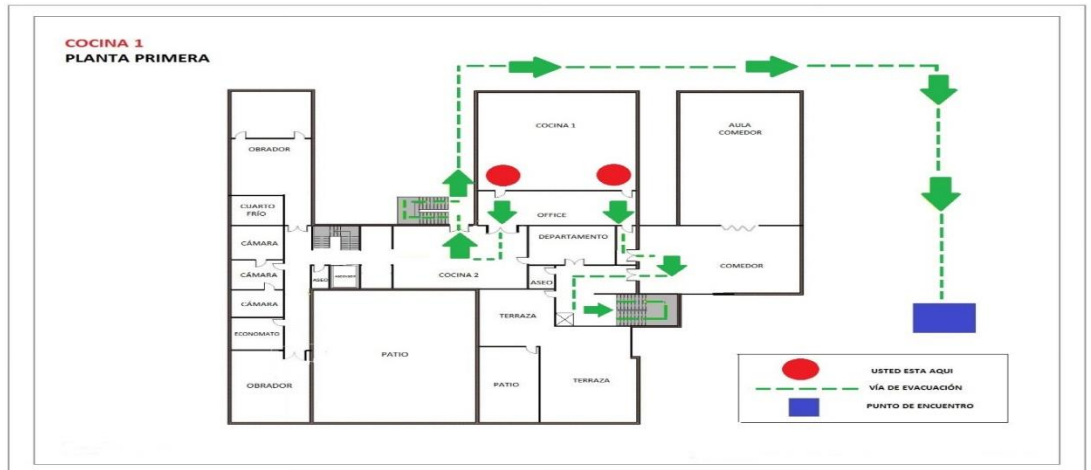 COCINA 1
PLANTA PRIMERA
COCINA 1
AULA
COMEDOR
OBRADOR
CUARTO
FRÍO
OFFICE
CÁMARA
DEPARTAMENTO
COMEDOR
CÁMARA
ASEO
COCINA 2
ASEO
CÁMARA
TERRAZA
ECONOMATO
PATIO
OBRADOR
PATIO
TERRAZA
USTED ESTA AQUI
VÍA DE EVACUACIÓN
PUNTO DE ENCUENTRO